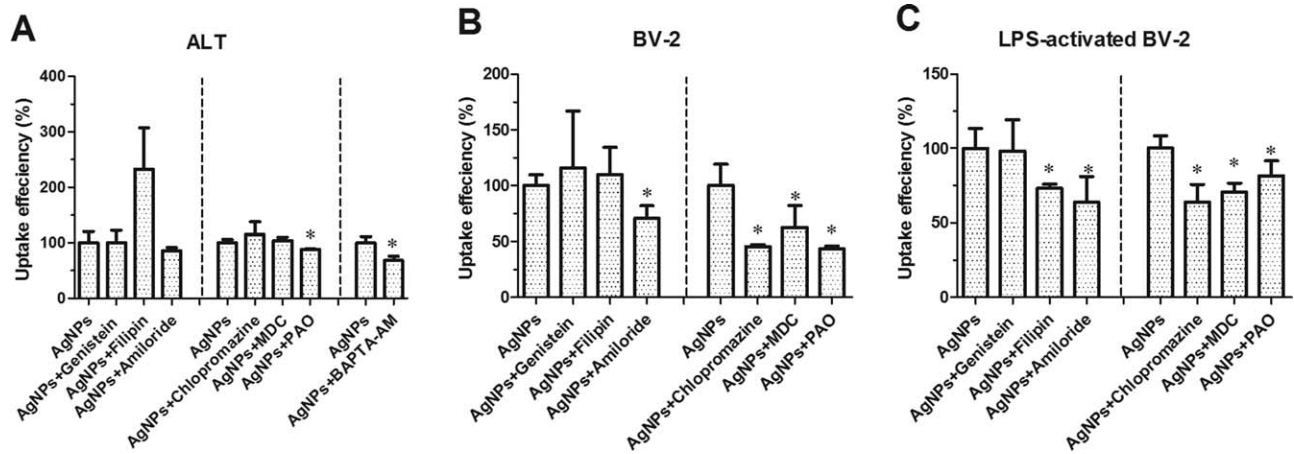 A
ALT
Uptake effeciency (%)
400
300
200
100
0
AgNPs
AgNPs+Genistein
AgNPs+Filipin
AgNPs+Amiloride
AgNPs
AgNPs+Chlopromazine
AgNPs+MDC
*
AgNPs+PAO
AgNPs
*
AgNPs+BAPTA-AM
B
BV-2
Uptake effeciency (%)
200
150
100
50
0
AgNPs
AgNPs+Genistein
AgNPs+Filipin
*
AgNPs+Amiloride
AgNPs
*
AgNPs+Chlopromazine
*
AgNPs+MDC
*
AgNPs+PAO
C
LPS-activated BV-2
Uptake effeciency (%)
150
100
50
0
AgNPs
AgNPs+Genistein
*
AgNPs+Filipin
*
AgNPs+Amiloride
AgNPs
*
AgNPs+Chlopromazine
*
AgNPs+MDC
*
AgNPs+PAO